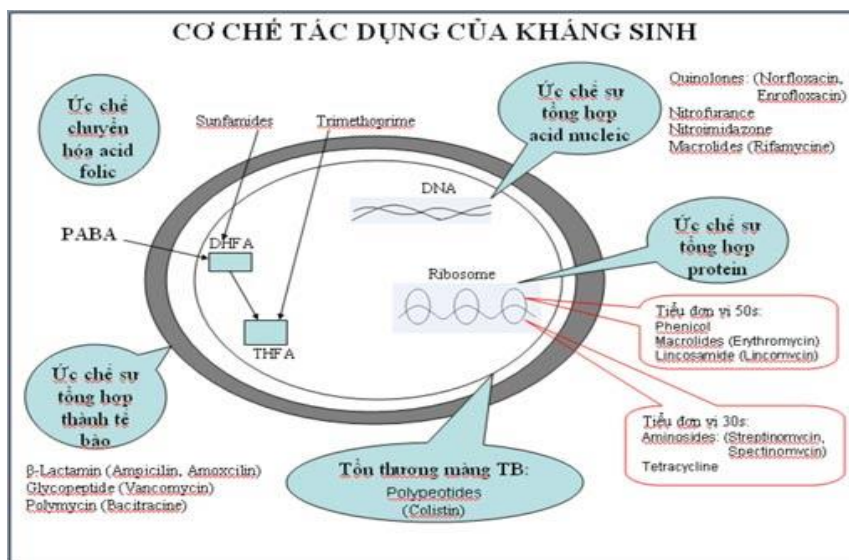 CƠ CHẾ TÁC DỤNG CỦA KHÁNG SINH
Ức chế
chuyển
hóa acid
folic
Sunfamides
Trimethoprime
Ức chế sự
tổng hợp
acid nucleic
Quinolones: (Norfloxacin,
Enrofloxacin)
Nitrofurance
Nitroimidazone
Macrolides (Rifamycine)
DNA
PABA
DHFA
THFA
Ribosome
Ức chế sự
tổng hợp
protein
Tiểu đơn vị 50s:
Phenicol
Macrolides (Erythromycin)
Lincosamide (Lincomycin)
Tiểu đơn vị 30s:
Aminosides: (Streptinomycin,
Spectinomycin)
Tetracycline
Ức chế sự
tổng hợp
thành tế
bào
β-Lactamin (Ampicilin, Amoxcilin)
Glycopeptide (Vancomycin)
Polymycin (Bacitracine)
Tổn thương màng TB:
Polypeotides
(Colistin)